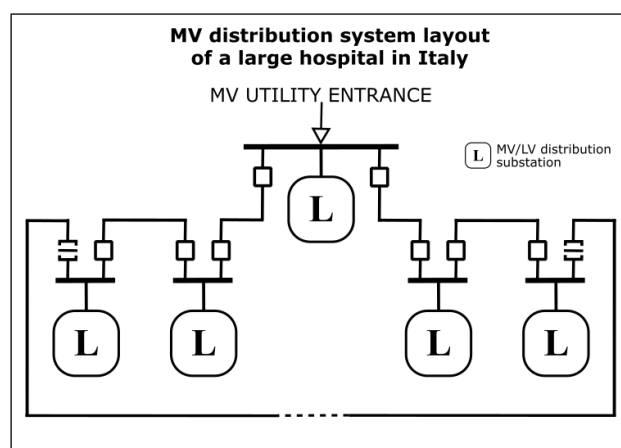 MV distribution system layout
of a large hospital in Italy
MV UTILITY ENTRANCE
L MV/LV distribution
substation
L
L
L
L
L